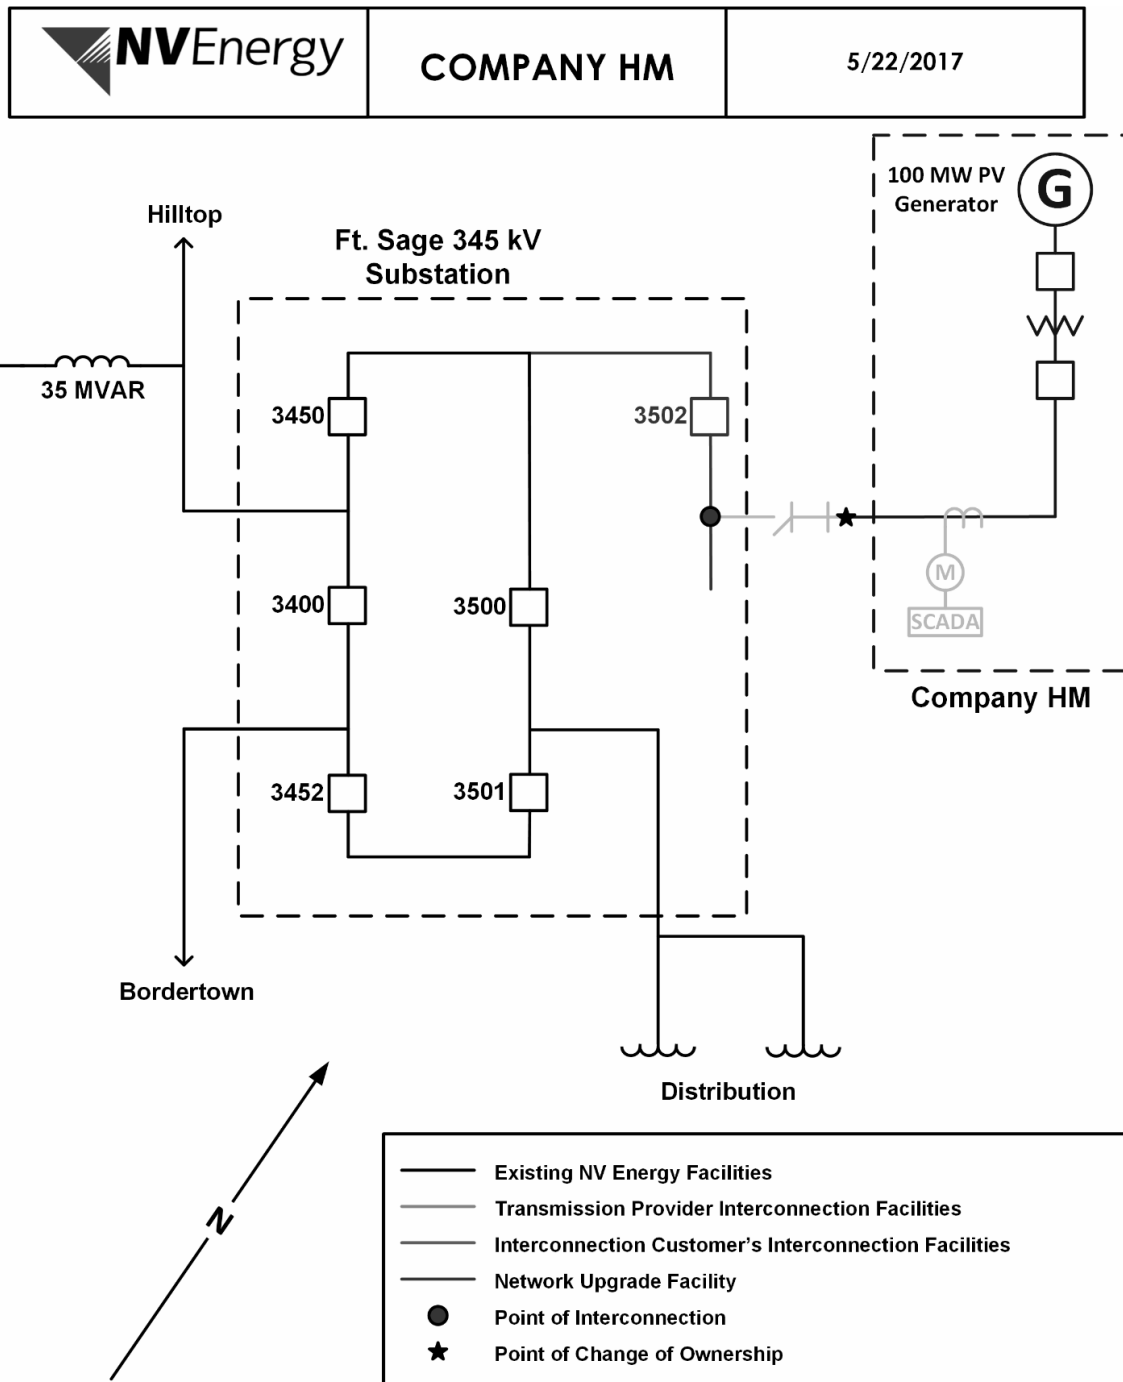 NVEnergy
COMPANY HM
5/22/2017
100 MW PV
Generator
G
Hilltop
Ft. Sage 345 kV
Substation
35 MVAR
3450
3502
3400
3500
M
SCADA
Company HM
3452
3501
Bordertown
Distribution
N
Existing NV Energy Facilities
Transmission Provider Interconnection Facilities
Interconnection Customer's Interconnection Facilities
Network Upgrade Facility
Point of Interconnection
Point of Change of Ownership